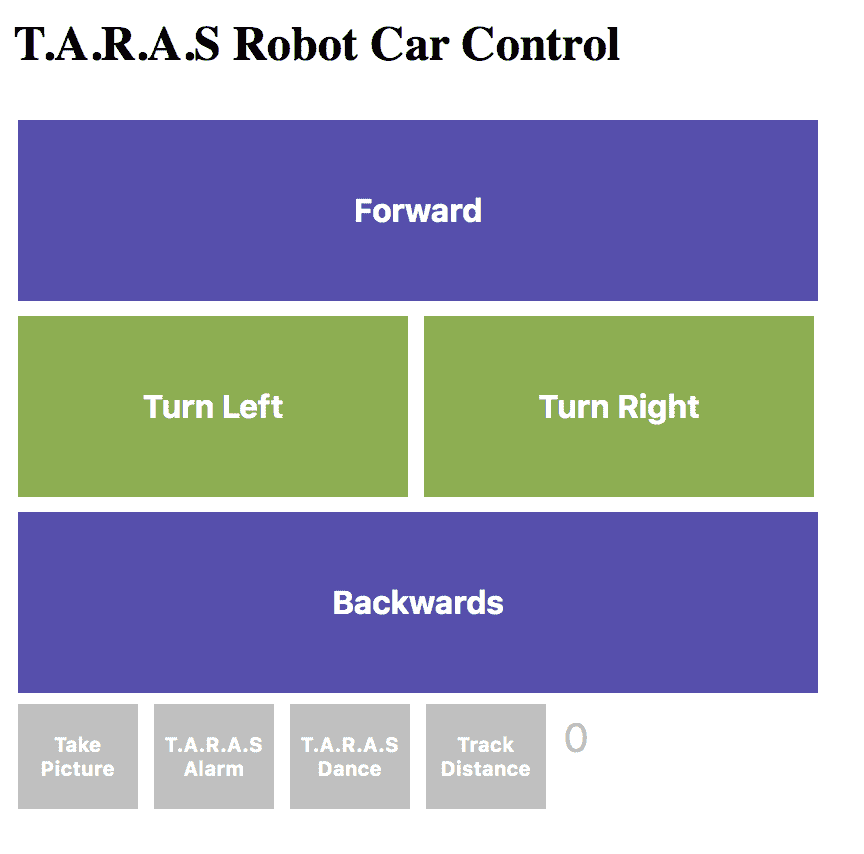 T.A.R.A.S Robot Car Control
Forward
Turn Left
Turn Right
Backwards
Take
Picture
T.A.R.A.S
Alarm
T.A.R.A.S
Dance
Track
Distance
0